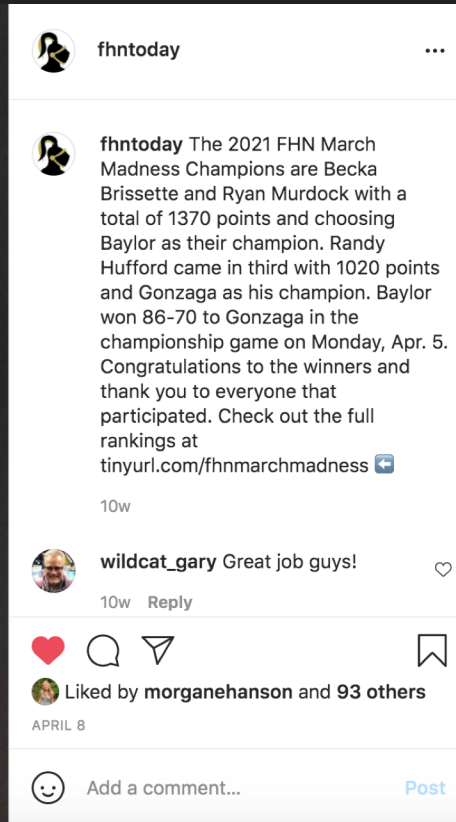 fhntoday
fhntoday The 2021 FHN March
Madness Champions are Becka
Brissette and Ryan Murdock with a
total of 1370 points and choosing
Baylor as their champion. Randy
Hufford came in third with 1020 points
and Gonzaga as his champion. Baylor
won 86-70 to Gonzaga in the
championship game on Monday, Apr. 5.
Congratulations to the winners and
thank you to everyone that
participated. Check out the full
rankings at
tinyurl.com/fhnmarchmadness ⬅️
10w
wildcat_gary Great job guys!
10w Reply
Liked by morganehanson and 93 others
APRIL 8
Add a comment... Post